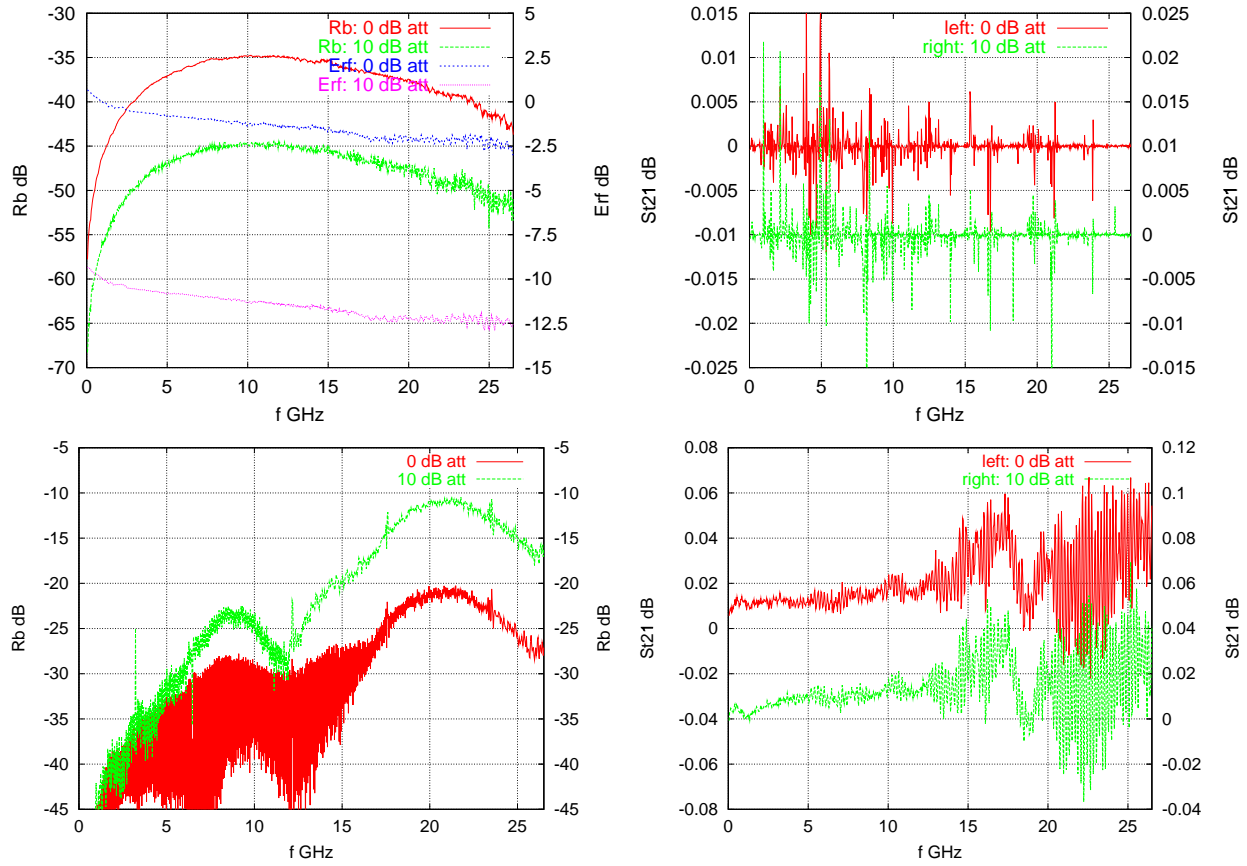 Rb: 0 dB att
Rb: 10 dB att
Erf: 0 dB att
Erf: 10 dB att
-30
-35
-40
-45
-50
-55
-60
-65
-70
5
2.5
0
-2.5
-5
-7.5
-10
-12.5
-15
Rb dB
Erf dB
0 5 10 15 20 25
f GHz
left: 0 dB att
right: 10 dB att
0.015
0.01
0.005
0
-0.005
-0.01
-0.015
-0.02
-0.025
0.025
0.02
0.015
0.01
0.005
0
-0.005
-0.01
-0.015
St21 dB
St21 dB
0 5 10 15 20 25
f GHz
0 dB att
10 dB att
-5
-10
-15
-20
-25
-30
-35
-40
-45
-5
-10
-15
-20
-25
-30
-35
-40
-45
Rb dB
Rb dB
0 5 10 15 20 25
f GHz
left: 0 dB att
right: 10 dB att
0.08
0.06
0.04
0.02
0
-0.02
-0.04
-0.06
-0.08
0.12
0.1
0.08
0.06
0.04
0.02
0
-0.02
-0.04
St21 dB
St21 dB
0 5 10 15 20 25
f GHz